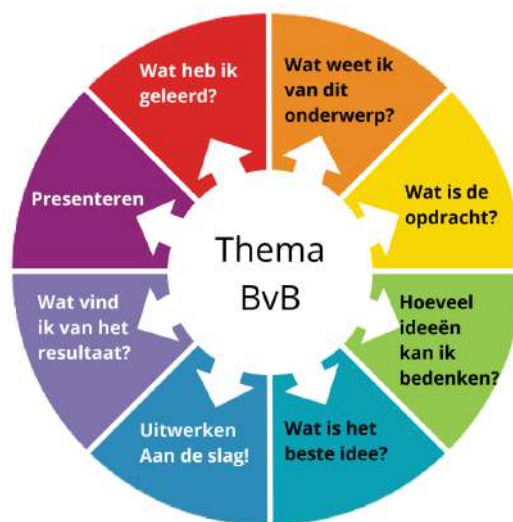 Wat heb ik
geleerd?
Wat weet ik
van dit
onderwerp?
Wat is de
opdracht?
Hoeveel
ideeën
kan ik
bedenken?
Wat is het
beste idee?
Uitwerken
Aan de slag!
Wat vind
ik van het
resultaat?
Presenteren
Thema
BvB